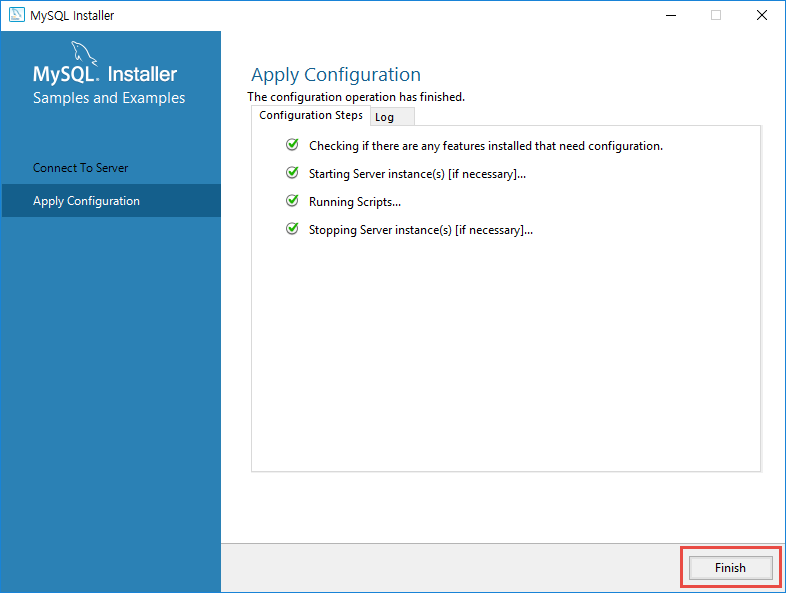 MySQL Installer
MySQL. Installer
Samples and Examples
Connect To Server
Apply Configuration
Apply Configuration
The configuration operation has finished.
Configuration Steps Log
Checking if there are any features installed that need configuration.
Starting Server instance(s) [if necessary]...
Running Scripts...
Stopping Server instance(s) [if necessary]...
Finish